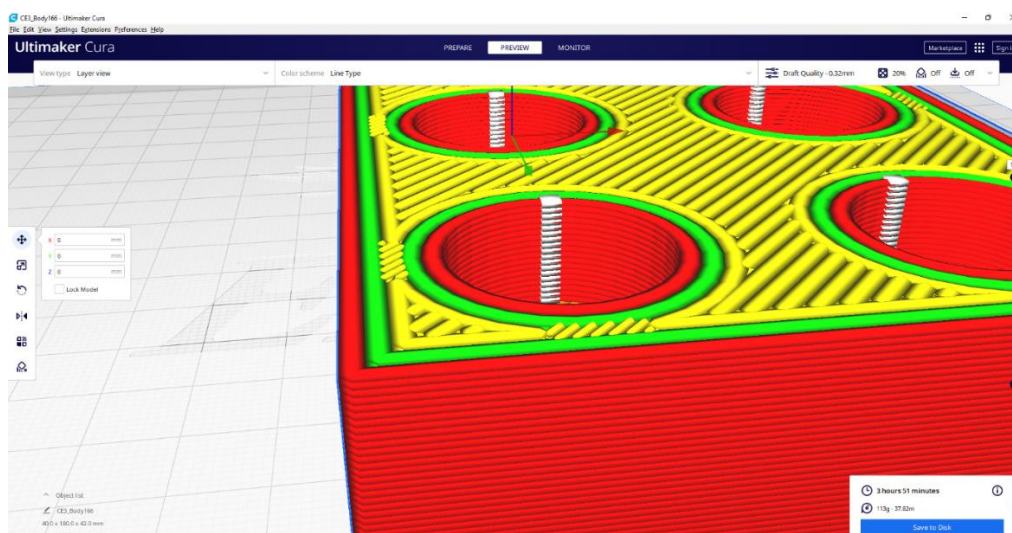 CE3_Body166 - Ultimaker Cura
File Edit View Settings Extensions Preferences Help
Ultimaker Cura
PREPARE PREVIEW MONITOR
Marketplace
Sign i
View type Layer view
Color scheme Line Type
Draft Quality - 0.32mm 20% Off Off
X 0 mm
Y 0 mm
Z 0 mm
Lock Model
Object list
CE3_Body166
3 hours 51 minutes
113g · 37.82m
Save to Disk